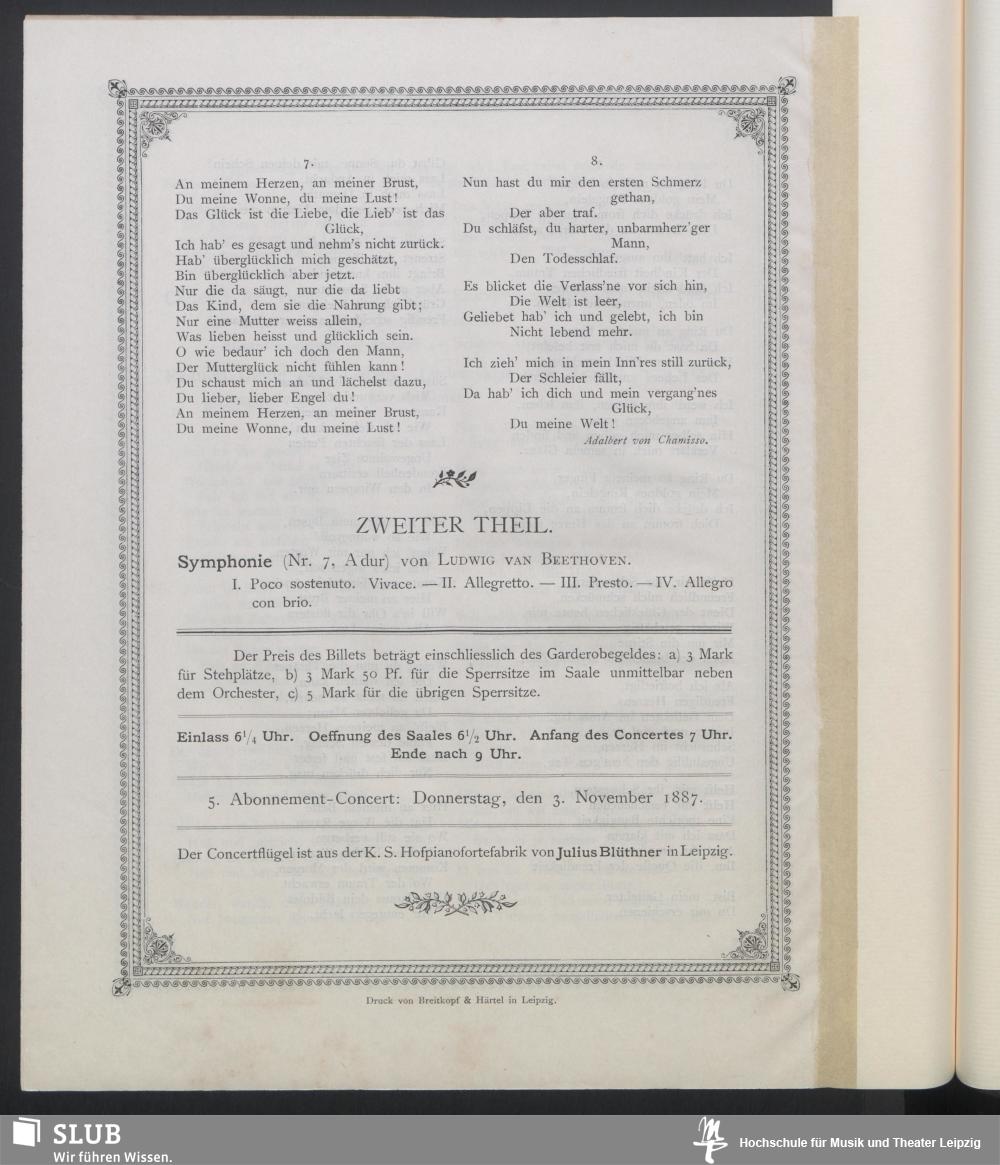 7.
An meinem Herzen, an meiner Brust,
Du meine Wonne, du meine Lust!
Das Glück ist die Liebe, die Lieb' ist das
Glück,
Ich hab' es gesagt und nehm's nicht zurück.
Hab' überglücklich mich geschätzt,
Bin überglücklich aber jetzt.
Nur die da säugt, nur die da liebt
Das Kind, dem sie die Nahrung gibt;
Nur eine Mutter weiss allein,
Was lieben heisst und glücklich sein.
O wie bedaur' ich doch den Mann,
Der Mutterglück nicht fühlen kann!
Du schaust mich an und lächelst dazu,
Du lieber, lieber Engel du!
An meinem Herzen, an meiner Brust,
Du meine Wonne, du meine Lust!
8.
Nun hast du mir den ersten Schmerz
gethan,
Der aber traf.
Du schläfst, du harter, unbarmherz'ger
Mann,
Den Todesschlaf.
Es blicket die Verlass'ne vor sich hin,
Die Welt ist leer,
Geliebet hab' ich und gelebt, ich bin
Nicht lebend mehr.
Ich zieh' mich in mein Inn'res still zurück,
Der Schleier fällt,
Da hab' ich dich und mein vergang'nes
Glück,
Du meine Welt!
Adalbert von Chamisso.
ZWEITER THEIL.
Symphonie (Nr. 7, Adur) von LUDWIG VAN BEETHOVEN.
I. Poco sostenuto. Vivace. — II. Allegretto. — III. Presto. — IV. Allegro
con brio.
Der Preis des Billets beträgt einschliesslich des Garderobegeldes: a) 3 Mark
für Stehplätze, b) 3 Mark 50 Pf. für die Sperrsitze im Saale unmittelbar neben
dem Orchester, c) 5 Mark für die übrigen Sperrsitze.
Einlass 6¼ Uhr. Oeffnung des Saales 6½ Uhr. Anfang des Concertes 7 Uhr.
Ende nach 9 Uhr.
5. Abonnement-Concert: Donnerstag, den 3. November 1887.
Der Concertflügel ist aus der K. S. Hofpianofortefabrik von Julius Blüthner in Leipzig.
Druck von Breitkopf & Härtel in Leipzig.
SLUB
Wir führen Wissen.
Hochschule für Musik und Theater Leipzig